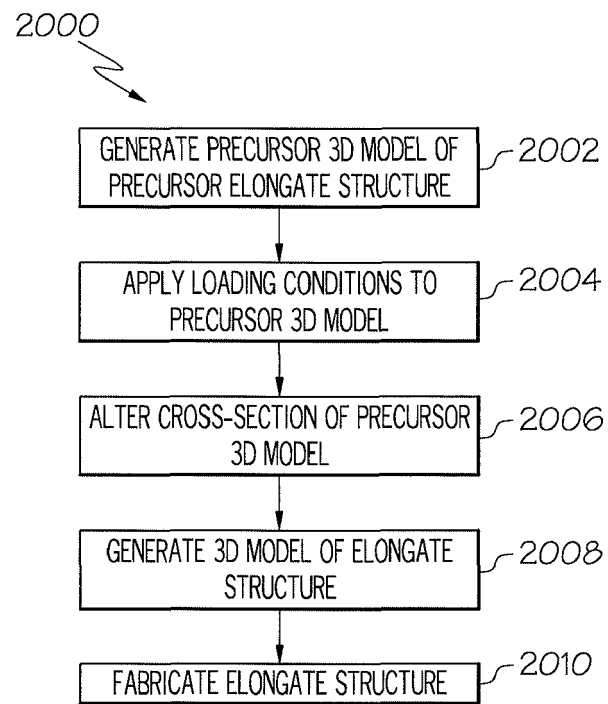 2000
GENERATE PRECURSOR 3D MODEL OF
PRECURSOR ELONGATE STRUCTURE
2002
APPLY LOADING CONDITIONS TO
PRECURSOR 3D MODEL
2004
ALTER CROSS-SECTION OF PRECURSOR
3D MODEL
2006
GENERATE 3D MODEL OF ELONGATE
STRUCTURE
2008
FABRICATE ELONGATE STRUCTURE
2010